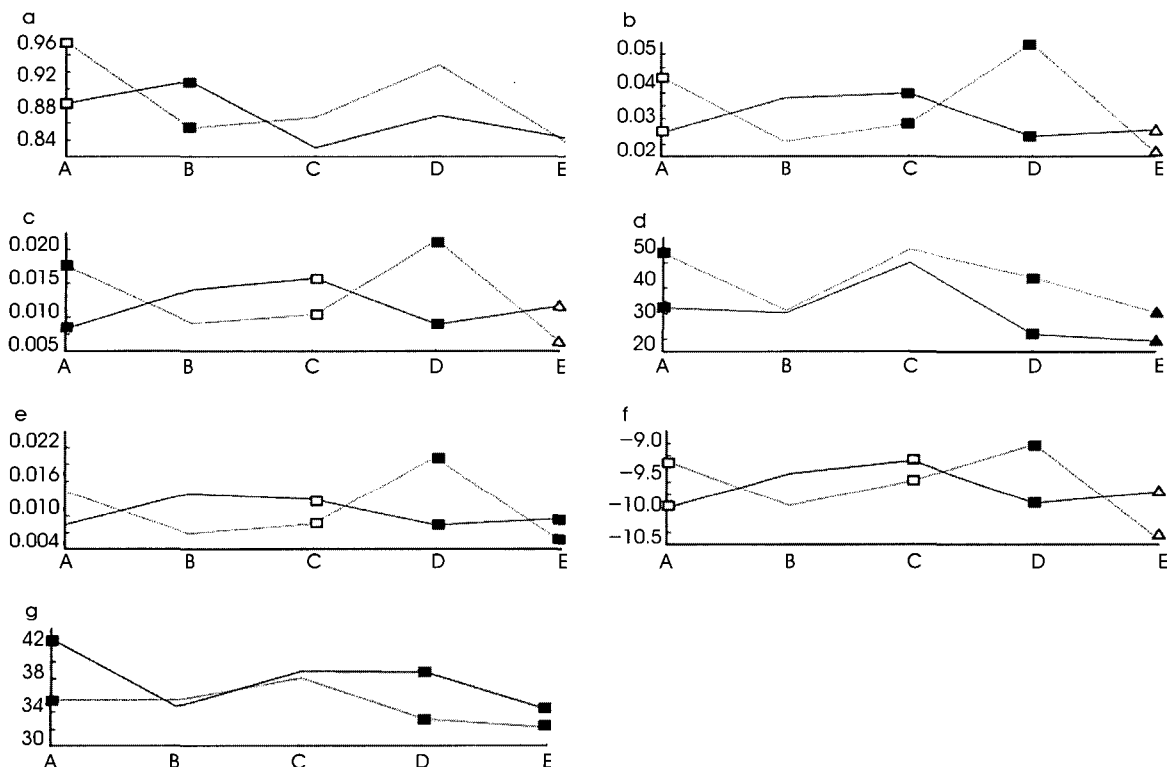 a
0.96
0.92
0.88
0.84
A B C D E
b
0.05
0.04
0.03
0.02
A B C D E
c
0.020
0.015
0.010
0.005
A B C D E
d
50
40
30
20
A B C D E
e
0.022
0.016
0.010
0.004
A B C D E
f
−9.0
−9.5
−10.0
−10.5
A B C D E
g
42
38
34
30
A B C D E